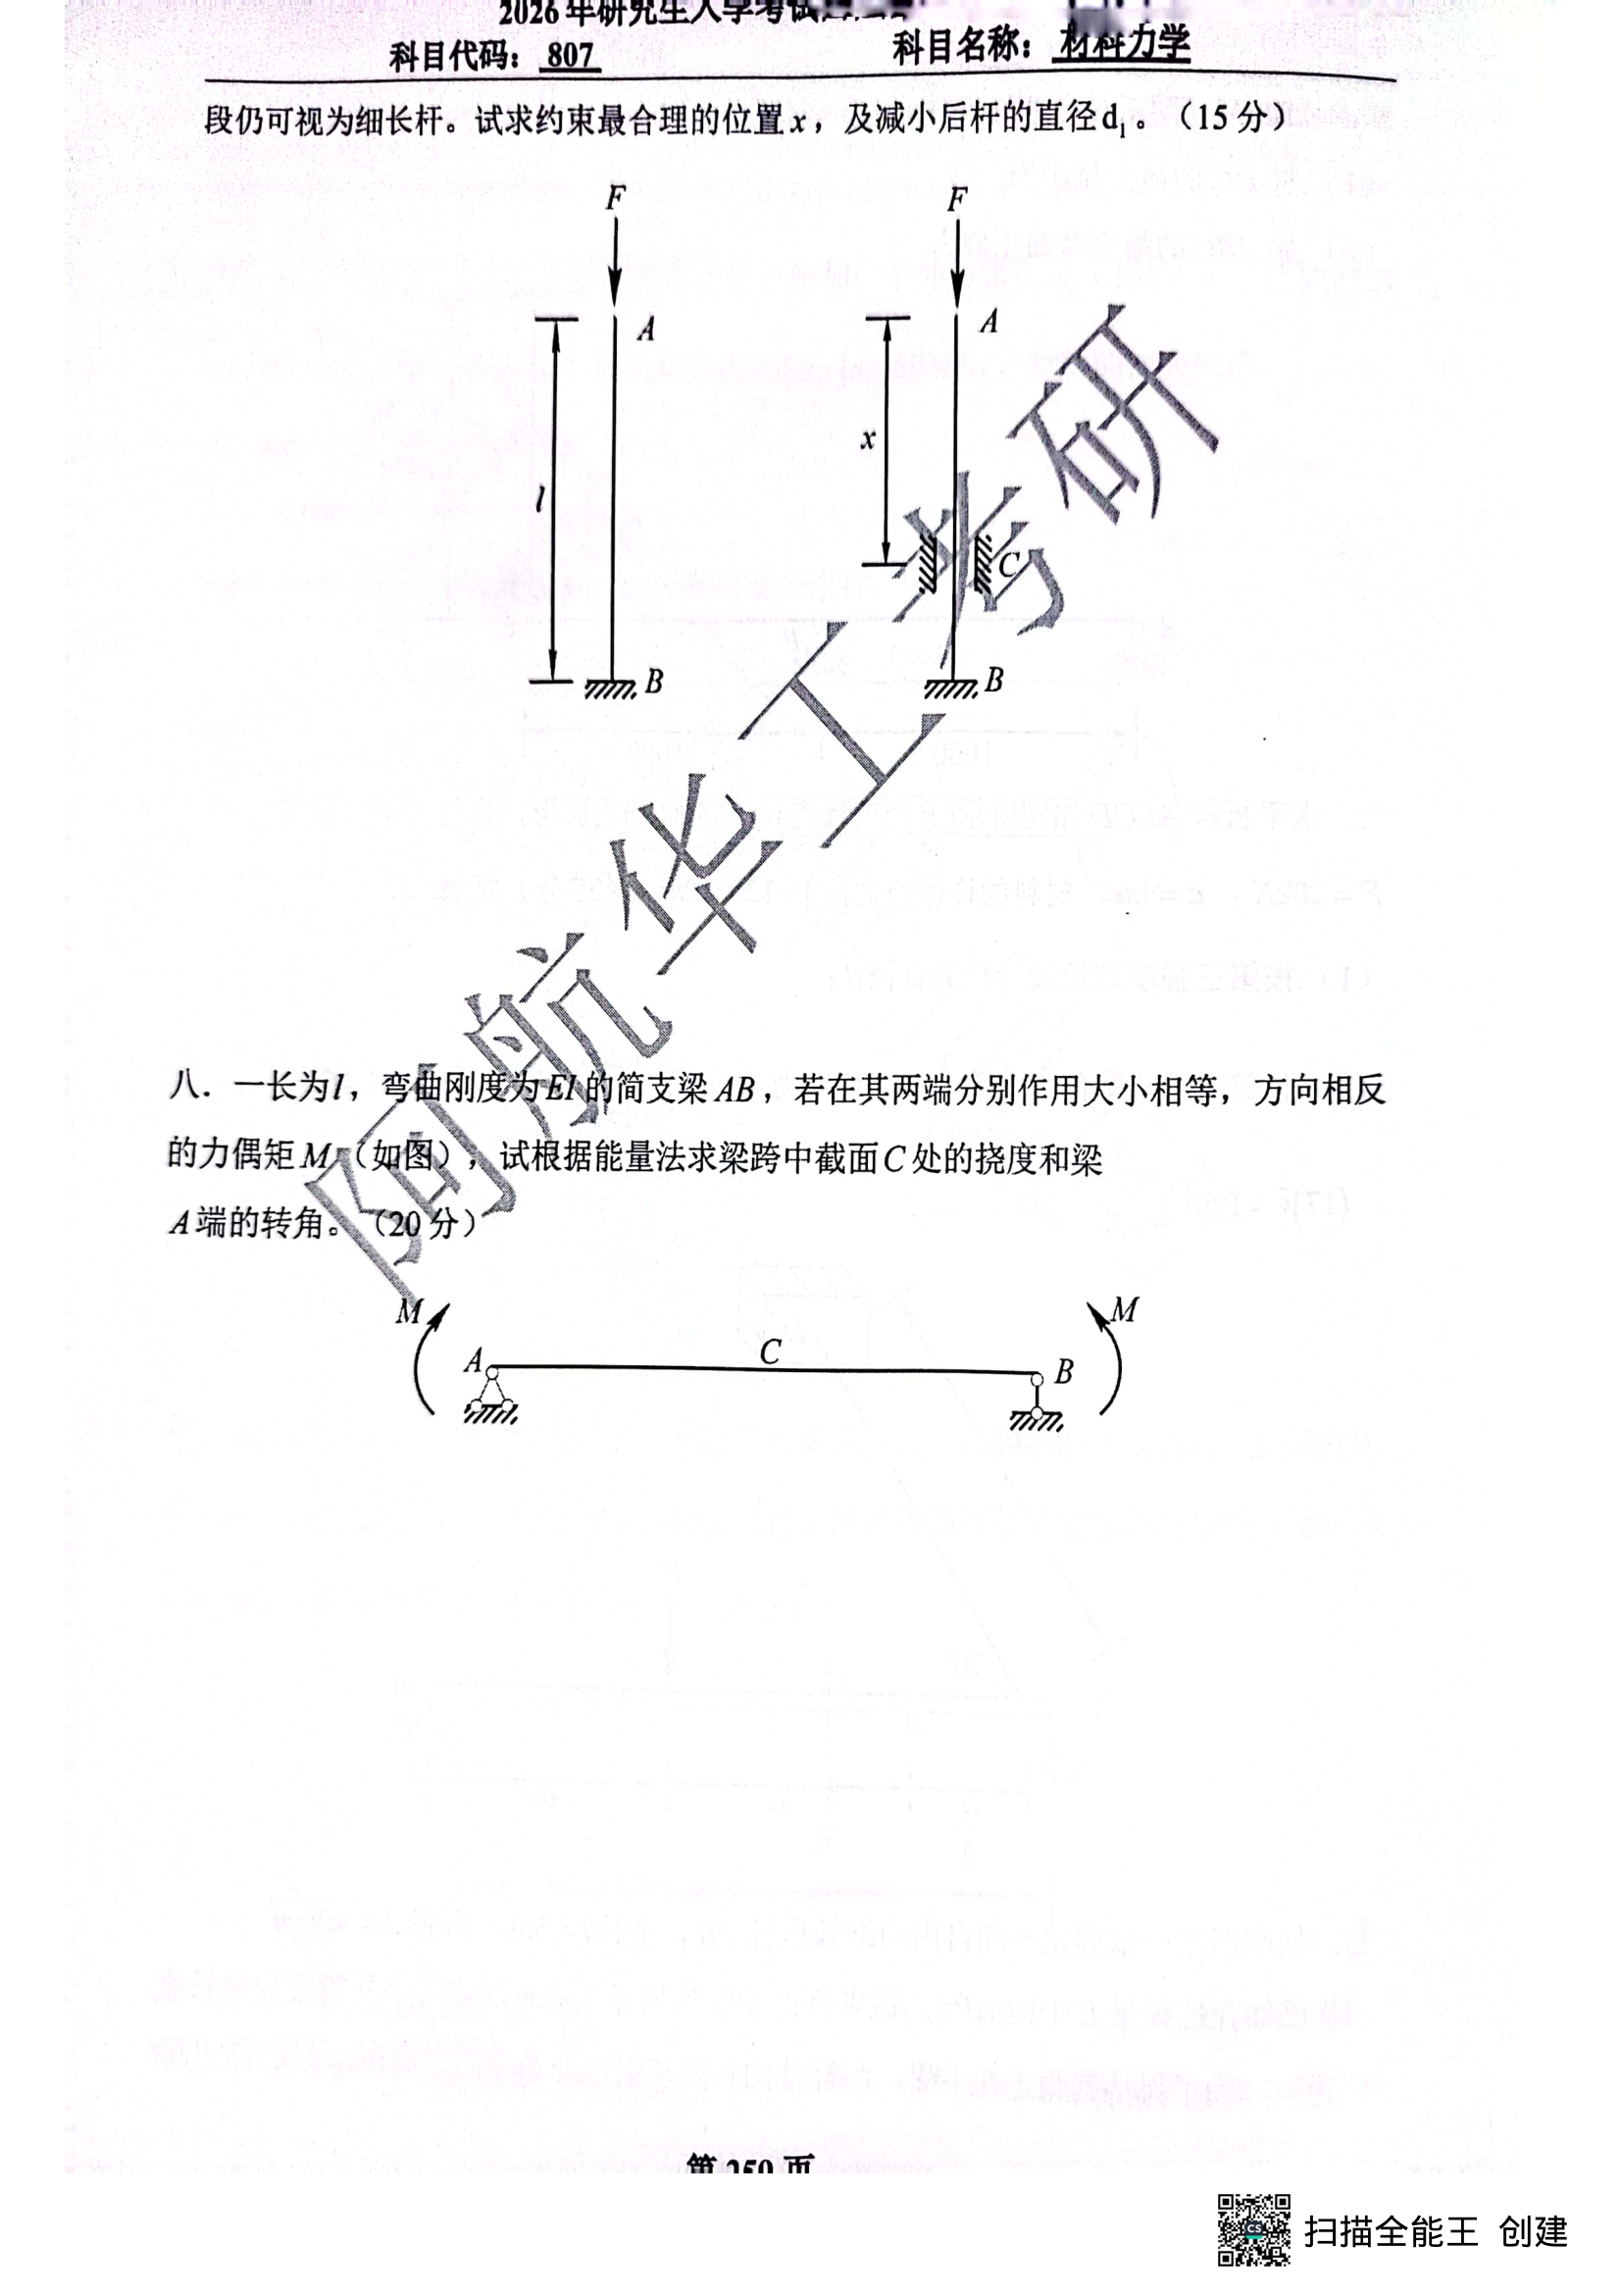 2026年研究生入学考试
科目代码：807 科目名称：材料力学
段仍可视为细长杆。试求约束最合理的位置x，及减小后杆的直径d₁。（15分）
F F
A A
x
l
C
B B
八．一长为l，弯曲刚度为EI的简支梁AB，若在其两端分别作用大小相等，方向相反
的力偶矩M（如图），试根据能量法求梁跨中截面C处的挠度和梁
A端的转角。（20分）
M M
A C B
阿航华工考研
扫描全能王 创建